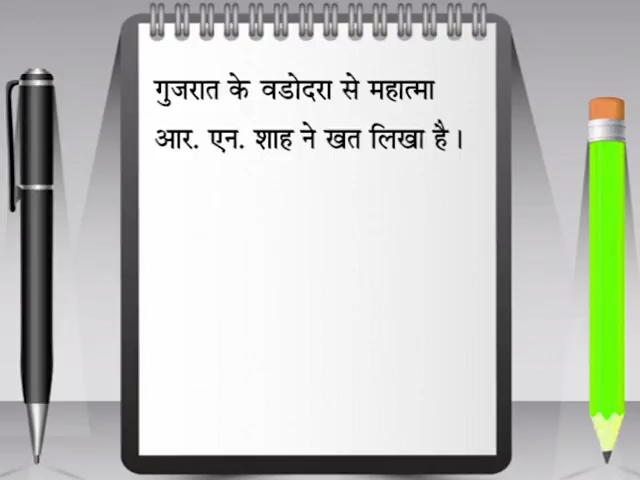 गुजरात के वडोदरा से महात्मा
आर. एन. शाह ने खत लिखा है।